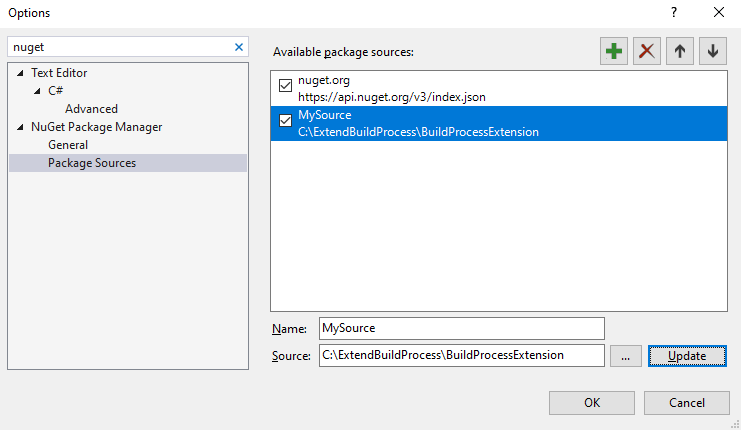 Options
?
nuget
Text Editor
C#
Advanced
NuGet Package Manager
General
Package Sources
Available package sources:
nuget.org
https://api.nuget.org/v3/index.json
MySource
C:\ExtendBuildProcess\BuildProcessExtension
Name: MySource
Source: C:\ExtendBuildProcess\BuildProcessExtension ... Update
OK Cancel